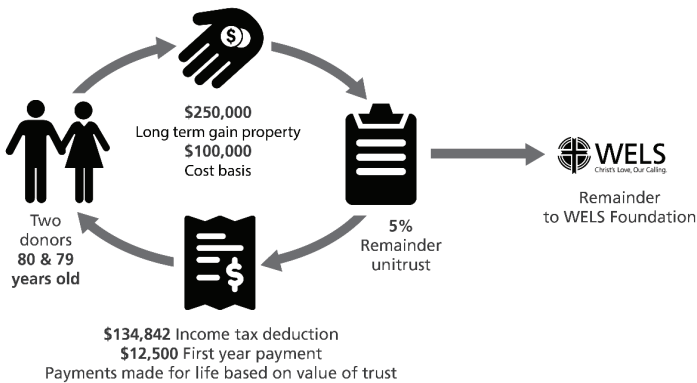 $
$250,000
Long term gain property
$100,000
Cost basis
Two
donors
80 & 79
years old
5%
Remainder
unitrust
WELS
Christ's Love, Our Calling.
Remainder
to WELS Foundation
$
$134,842 Income tax deduction
$12,500 First year payment
Payments made for life based on value of trust